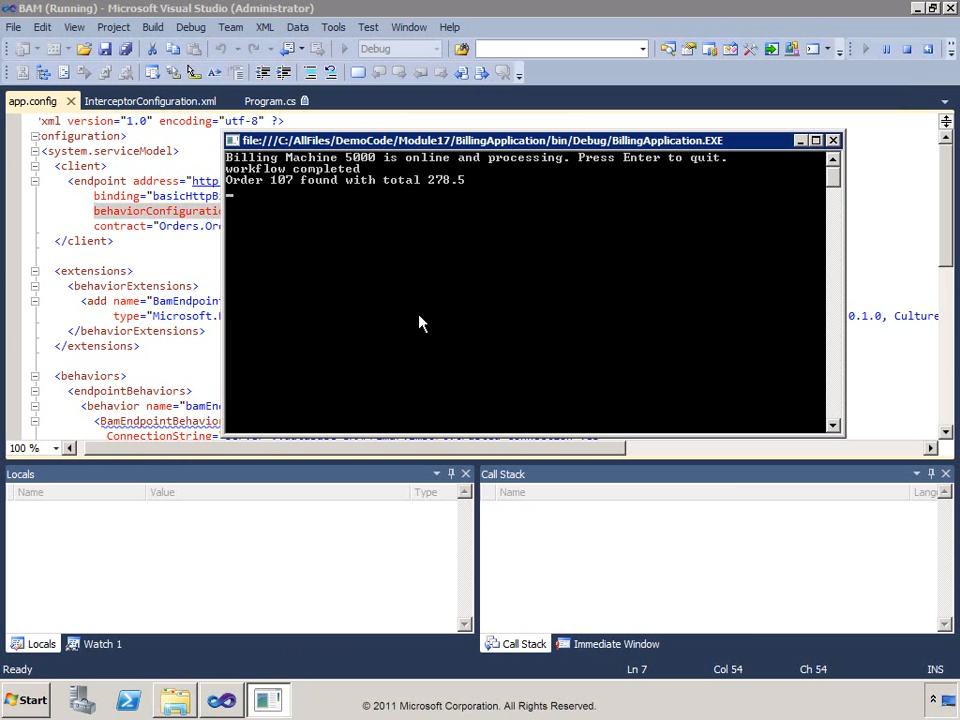 BAM (Running) - Microsoft Visual Studio (Administrator)
File Edit View Project Build Debug Team XML Data Tools Test Window Help
Debug
app.config InterceptorConfiguration.xml Program.cs
xml version="1.0" encoding="utf-8" ?>
onfiguration>
<system.serviceModel>
<client>
<endpoint address="http
binding="basicHttpBi
behaviorConfiguratio
contract="Orders.Or
</client>
<extensions>
<behaviorExtensions>
<add name="BamEndpoint
type="Microsoft.
0.1.0, Culture
</behaviorExtensions>
</extensions>
<behaviors>
<endpointBehaviors>
<behavior name="bamEn
<BamEndpointBehavio
file:///C:/AllFiles/DemoCode/Module17/BillingApplication/bin/Debug/BillingApplication.EXE
Billing Machine 5000 is online and processing. Press Enter to quit.
workflow completed
Order 107 found with total 278.5
100 %
Locals
Name Value Type
Call Stack
Name Lang
Locals Watch 1
Call Stack Immediate Window
Ready Ln 7 Col 54 Ch 54 INS
Start
© 2011 Microsoft Corporation. All Rights Reserved.